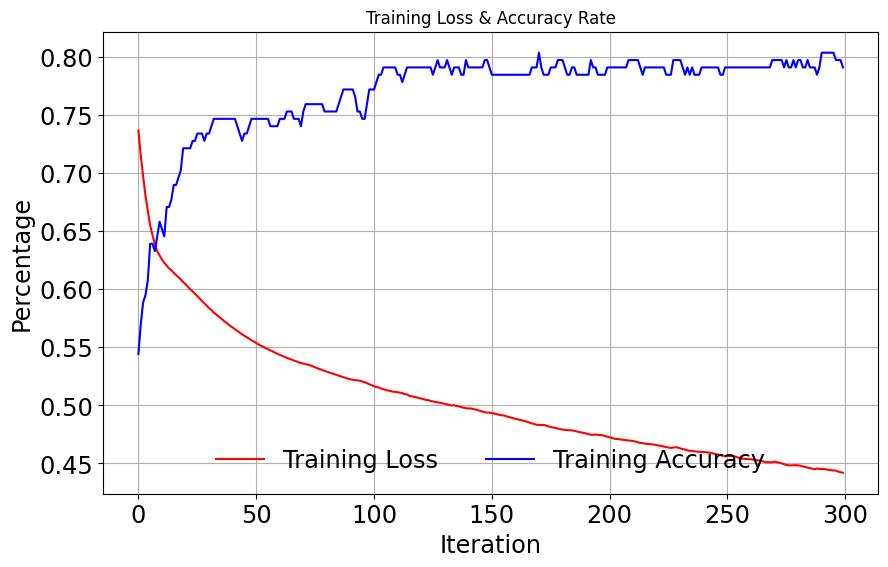 Training Loss & Accuracy Rate
0.80
0.75
0.70
0.65
0.60
0.55
0.50
0.45
Percentage
Training Loss Training Accuracy
0 50 100 150 200 250 300
Iteration